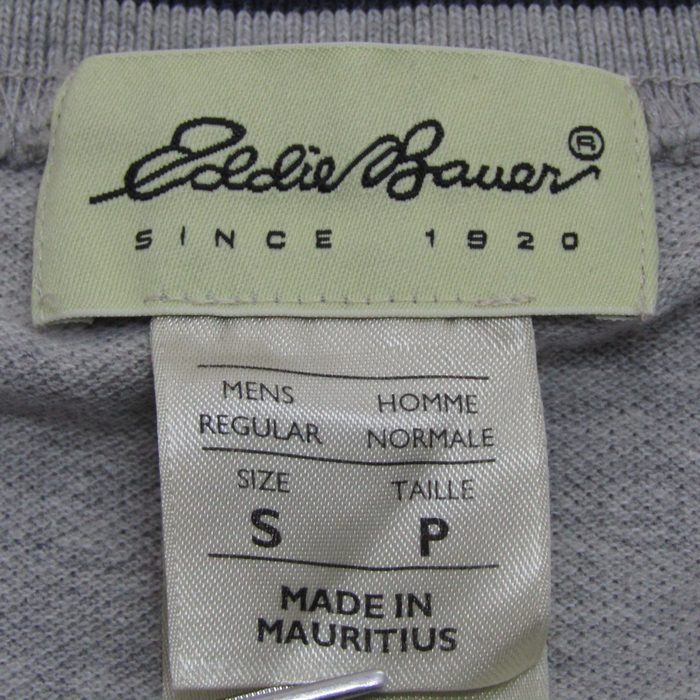 Eddie Bauer®
SINCE 1920
MENS HOMME
REGULAR NORMALE
SIZE TAILLE
S P
MADE IN
MAURITIUS